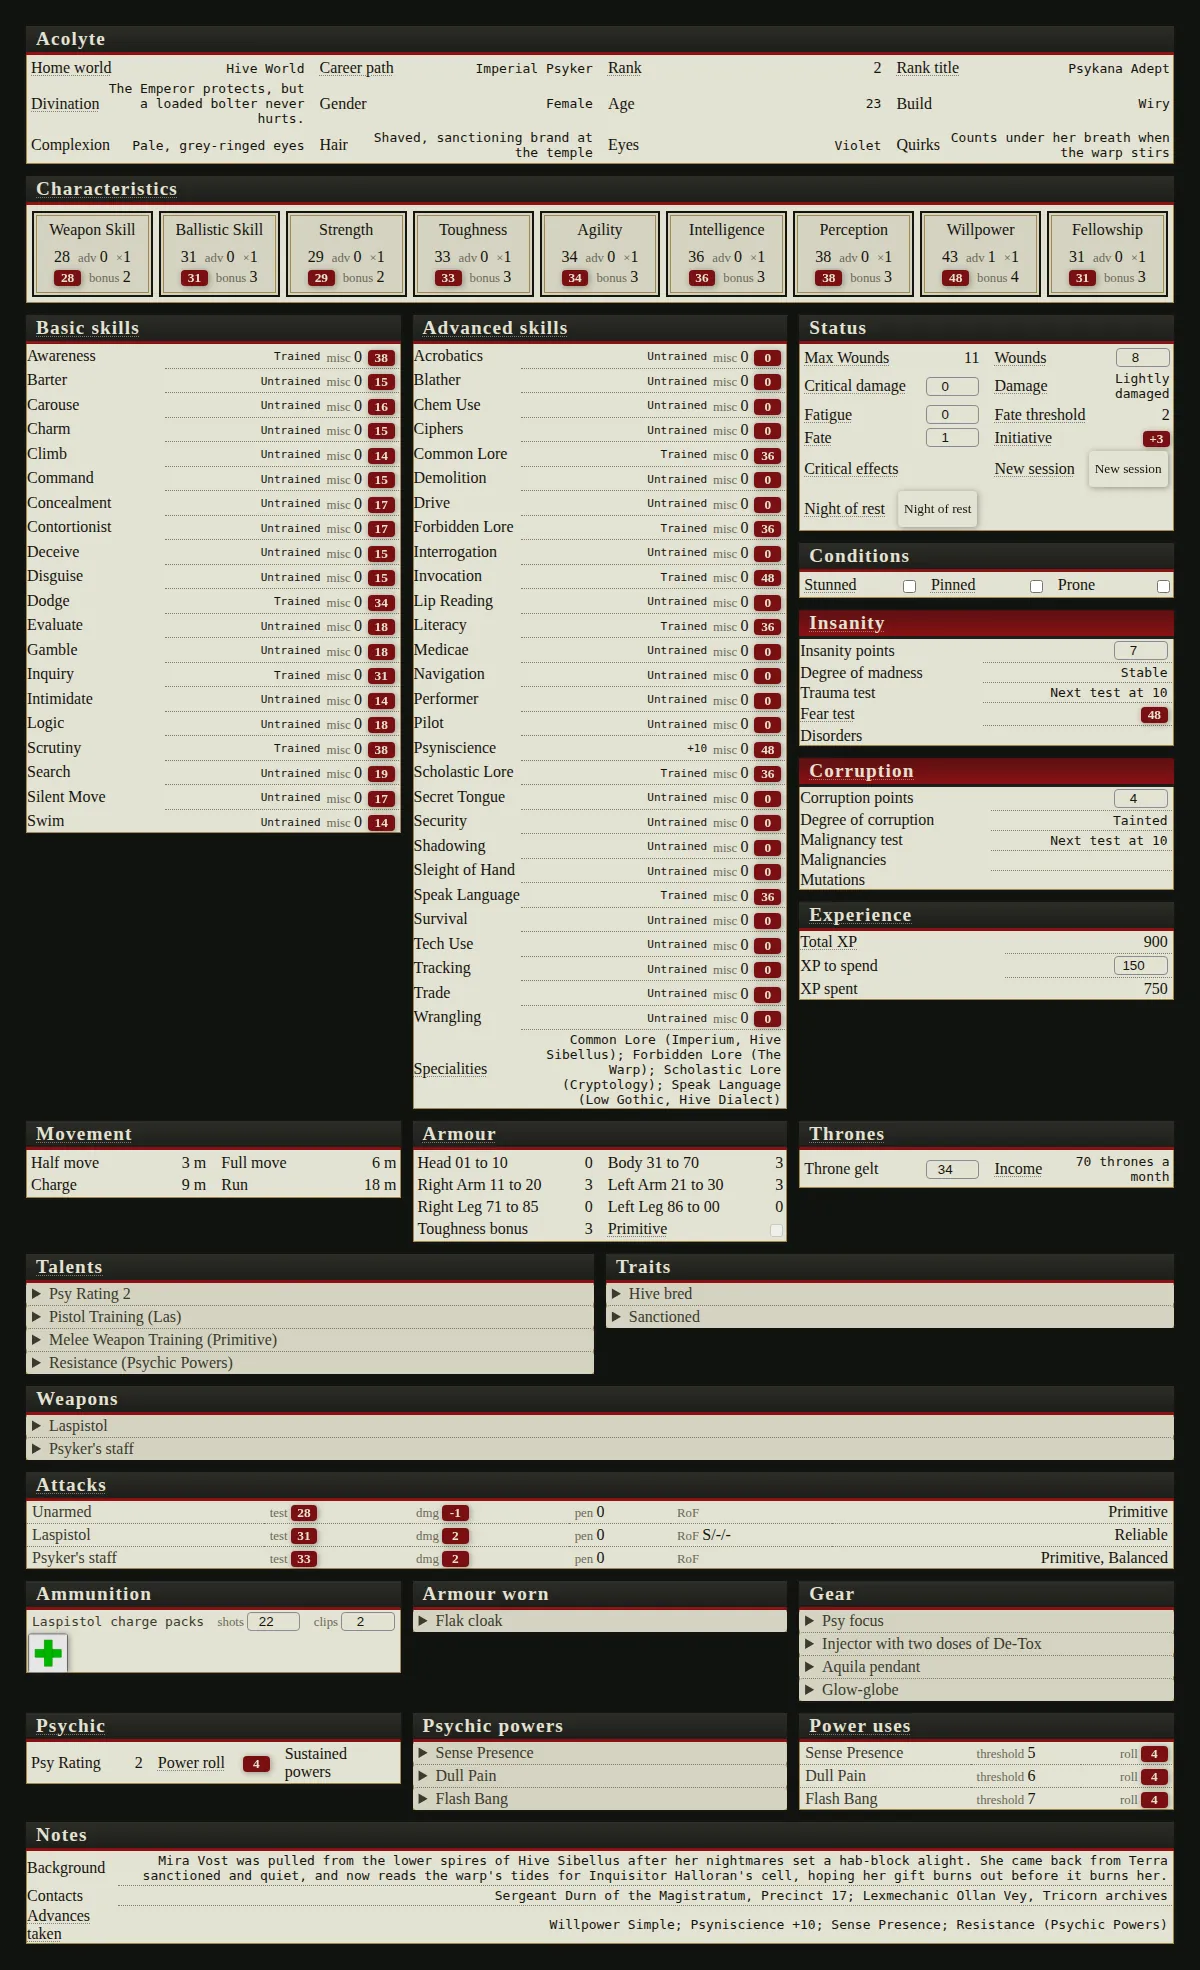 Acolyte
Home world Hive World Career path Imperial Psyker Rank 2 Rank title Psykana Adept
Divination The Emperor protects, but a loaded bolter never hurts. Gender Female Age 23 Build Wiry
Complexion Pale, grey-ringed eyes Hair Shaved, sanctioning brand at the temple Eyes Violet Quirks Counts under her breath when the warp stirs
Characteristics
Weapon Skill Ballistic Skill Strength Toughness Agility Intelligence Perception Willpower Fellowship
28 adv 0 ×1 31 adv 0 ×1 29 adv 0 ×1 33 adv 0 ×1 34 adv 0 ×1 36 adv 0 ×1 38 adv 0 ×1 43 adv 1 ×1 31 adv 0 ×1
28 bonus 2 31 bonus 3 29 bonus 2 33 bonus 3 34 bonus 3 36 bonus 3 38 bonus 3 48 bonus 4 31 bonus 3
Basic skills
Awareness Trained misc 0 38
Barter Untrained misc 0 15
Carouse Untrained misc 0 16
Charm Untrained misc 0 15
Climb Untrained misc 0 14
Command Untrained misc 0 15
Concealment Untrained misc 0 17
Contortionist Untrained misc 0 17
Deceive Untrained misc 0 15
Disguise Untrained misc 0 15
Dodge Trained misc 0 34
Evaluate Untrained misc 0 18
Gamble Untrained misc 0 18
Inquiry Trained misc 0 31
Intimidate Untrained misc 0 14
Logic Untrained misc 0 18
Scrutiny Trained misc 0 38
Search Untrained misc 0 19
Silent Move Untrained misc 0 17
Swim Untrained misc 0 14
Advanced skills
Acrobatics Untrained misc 0 0
Blather Untrained misc 0 0
Chem Use Untrained misc 0 0
Ciphers Untrained misc 0 0
Common Lore Trained misc 0 36
Demolition Untrained misc 0 0
Drive Untrained misc 0 0
Forbidden Lore Trained misc 0 36
Interrogation Untrained misc 0 0
Invocation Trained misc 0 48
Lip Reading Untrained misc 0 0
Literacy Trained misc 0 36
Medicae Untrained misc 0 0
Navigation Untrained misc 0 0
Performer Untrained misc 0 0
Pilot Untrained misc 0 0
Psyniscience +10 misc 0 48
Scholastic Lore Trained misc 0 36
Secret Tongue Untrained misc 0 0
Security Untrained misc 0 0
Shadowing Untrained misc 0 0
Sleight of Hand Untrained misc 0 0
Speak Language Trained misc 0 36
Survival Untrained misc 0 0
Tech Use Untrained misc 0 0
Tracking Untrained misc 0 0
Trade Untrained misc 0 0
Wrangling Untrained misc 0 0
Specialities Common Lore (Imperium, Hive
Sibellus); Forbidden Lore (The
Warp); Scholastic Lore
(Cryptology); Speak Language
(Low Gothic, Hive Dialect)
Status
Max Wounds 11 Wounds 8
Critical damage 0 Damage Lightly damaged
Fatigue 0 Fate threshold 2
Fate 1 Initiative +3
Critical effects New session New session
Night of rest Night of rest
Conditions
Stunned Pinned Prone
Insanity
Insanity points 7
Degree of madness Stable
Trauma test Next test at 10
Fear test 48
Disorders
Corruption
Corruption points 4
Degree of corruption Tainted
Malignancy test Next test at 10
Malignancies
Mutations
Experience
Total XP 900
XP to spend 150
XP spent 750
Movement
Half move 3 m Full move 6 m
Charge 9 m Run 18 m
Armour
Head 01 to 10 0 Body 31 to 70 3
Right Arm 11 to 20 3 Left Arm 21 to 30 3
Right Leg 71 to 85 0 Left Leg 86 to 00 0
Toughness bonus 3 Primitive
Thrones
Throne gelt 34 Income 70 thrones a month
Talents
Psy Rating 2
Pistol Training (Las)
Melee Weapon Training (Primitive)
Resistance (Psychic Powers)
Traits
Hive bred
Sanctioned
Weapons
Laspistol
Psyker's staff
Attacks
Unarmed test 28 dmg -1 pen 0 RoF Primitive
Laspistol test 31 dmg 2 pen 0 RoF S/-/- Reliable
Psyker's staff test 33 dmg 2 pen 0 RoF Primitive, Balanced
Ammunition
Laspistol charge packs shots 22 clips 2
Armour worn
Flak cloak
Gear
Psy focus
Injector with two doses of De-Tox
Aquila pendant
Glow-globe
Psychic
Psy Rating 2 Power roll 4 Sustained powers
Psychic powers
Sense Presence
Dull Pain
Flash Bang
Power uses
Sense Presence threshold 5 roll 4
Dull Pain threshold 6 roll 4
Flash Bang threshold 7 roll 4
Notes
Background Mira Vost was pulled from the lower spires of Hive Sibellus after her nightmares set a hab-block alight. She came back from Terra
sanctioned and quiet, and now reads the warp's tides for Inquisitor Halloran's cell, hoping her gift burns out before it burns her.
Contacts Sergeant Durn of the Magistratum, Precinct 17; Lexmechanic Ollan Vey, Tricorn archives
Advances taken Willpower Simple; Psyniscience +10; Sense Presence; Resistance (Psychic Powers)